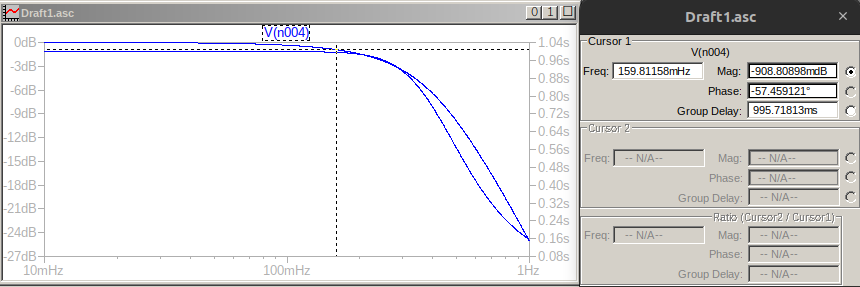 Draft1.asc
V(n004)
0dB
-3dB
-6dB
-9dB
-12dB
-15dB
-18dB
-21dB
-24dB
-27dB
1.04s
0.96s
0.88s
0.80s
0.72s
0.64s
0.56s
0.48s
0.40s
0.32s
0.24s
0.16s
0.08s
10mHz 100mHz 1Hz
Draft1.asc
Cursor 1
V(n004)
Freq: 159.81158mHz Mag: -908.80898mdB
Phase: -57.459121°
Group Delay: 995.71813ms
Cursor 2
Freq: -- N/A-- Mag: -- N/A--
Phase: -- N/A--
Group Delay: -- N/A--
Ratio (Cursor2 / Cursor1)
Freq: -- N/A-- Mag: -- N/A--
Phase: -- N/A--
Group Delay: -- N/A--